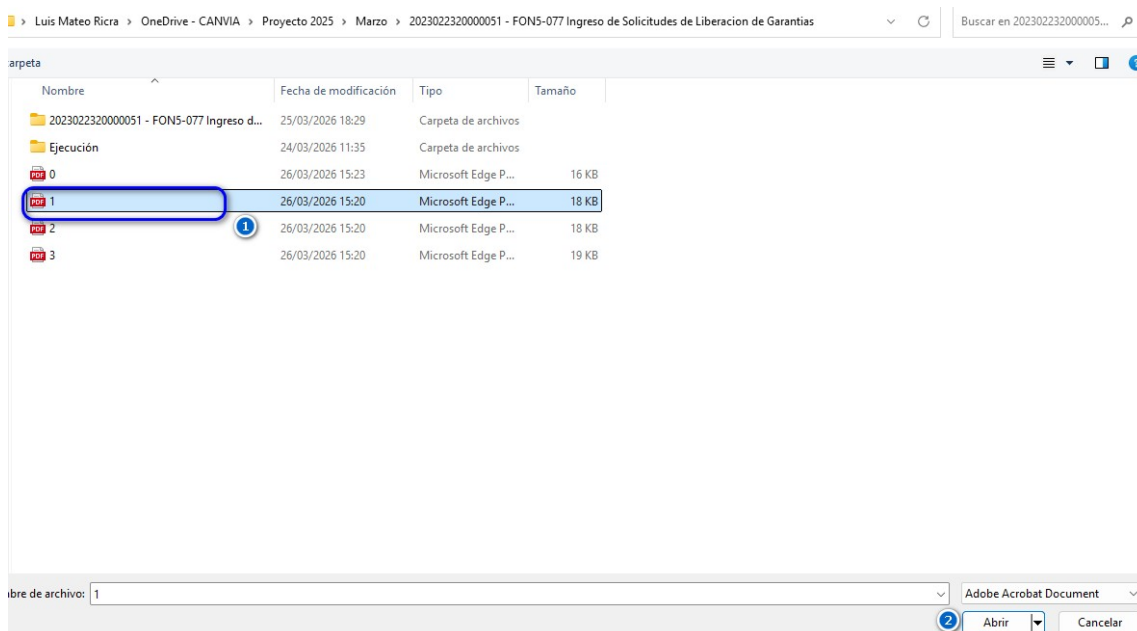 Luis Mateo Ricra > OneDrive - CANVIA > Proyecto 2025 > Marzo > 2023022320000051 - FON5-077 Ingreso de Solicitudes de Liberacion de Garantias
Buscar en 202302232000005...
arpeta
Nombre Fecha de modificación Tipo Tamaño
2023022320000051 - FON5-077 Ingreso d... 25/03/2026 18:29 Carpeta de archivos
Ejecución 24/03/2026 11:35 Carpeta de archivos
PDF 0 26/03/2026 15:23 Microsoft Edge P... 16 KB
PDF 1 26/03/2026 15:20 Microsoft Edge P... 18 KB
1
PDF 2 26/03/2026 15:20 Microsoft Edge P... 18 KB
PDF 3 26/03/2026 15:20 Microsoft Edge P... 19 KB
bre de archivo: 1 Adobe Acrobat Document
2 Abrir Cancelar